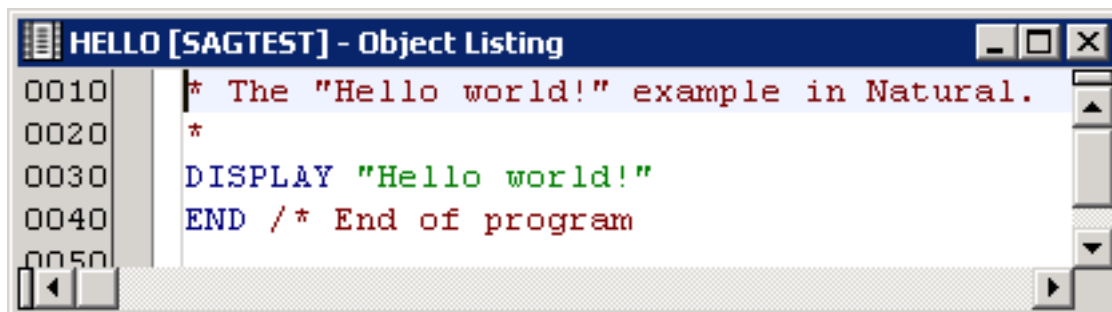 HELLO [SAGTEST] - Object Listing
0010 * The "Hello world!" example in Natural.
0020 *
0030 DISPLAY "Hello world!"
0040 END /* End of program
0050